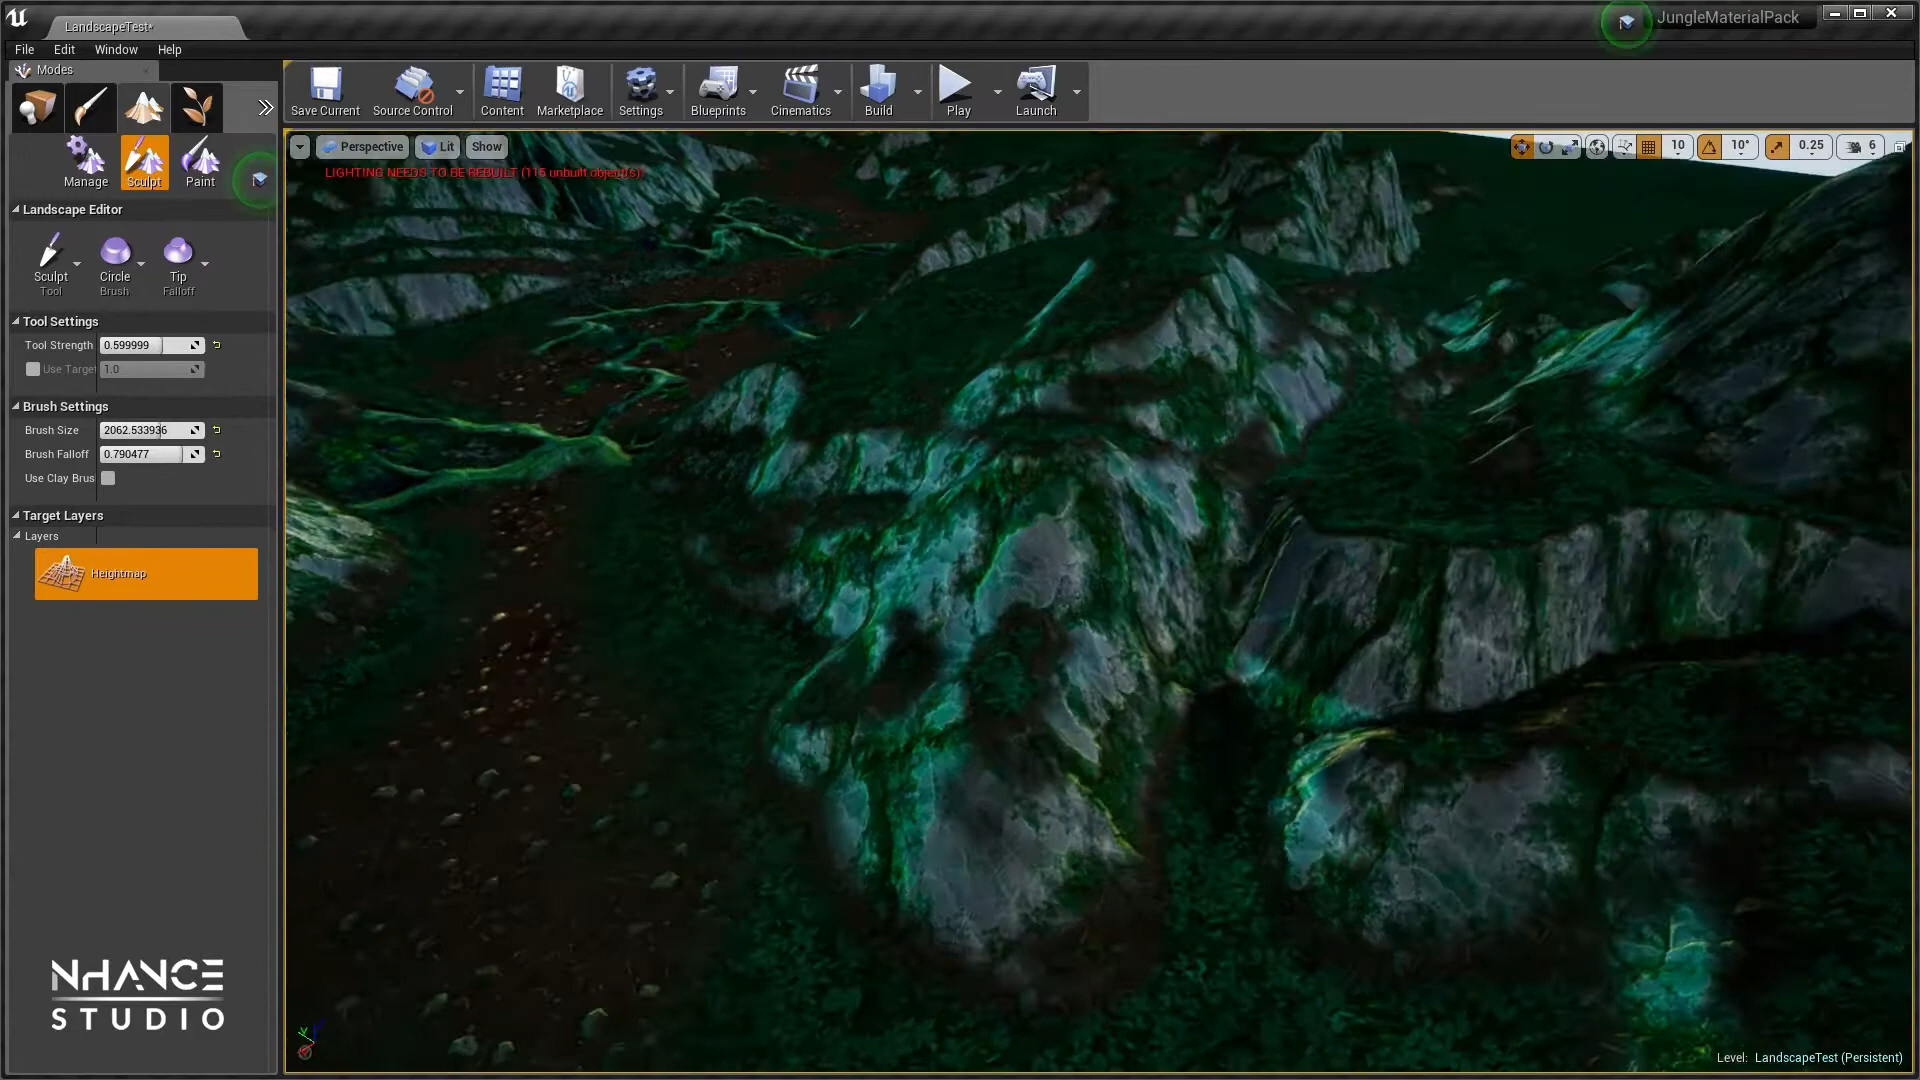 LandscapeTest*
JungleMaterialPack
File Edit Window Help
Modes
Save Current Source Control Content Marketplace Settings Blueprints Cinematics Build Play Launch
Perspective Lit Show 10 10° 0.25 6
LIGHTING NEEDS TO BE REBUILT (115 unbuilt object(s))
Manage Sculpt Paint
Landscape Editor
Sculpt Circle Tip
Tool Brush Falloff
Tool Settings
Tool Strength 0.599999
Use Target 1.0
Brush Settings
Brush Size 2062.533936
Brush Falloff 0.790477
Use Clay Brus
Target Layers
Layers
Heightmap
NHANCE
STUDIO
Level: LandscapeTest (Persistent)